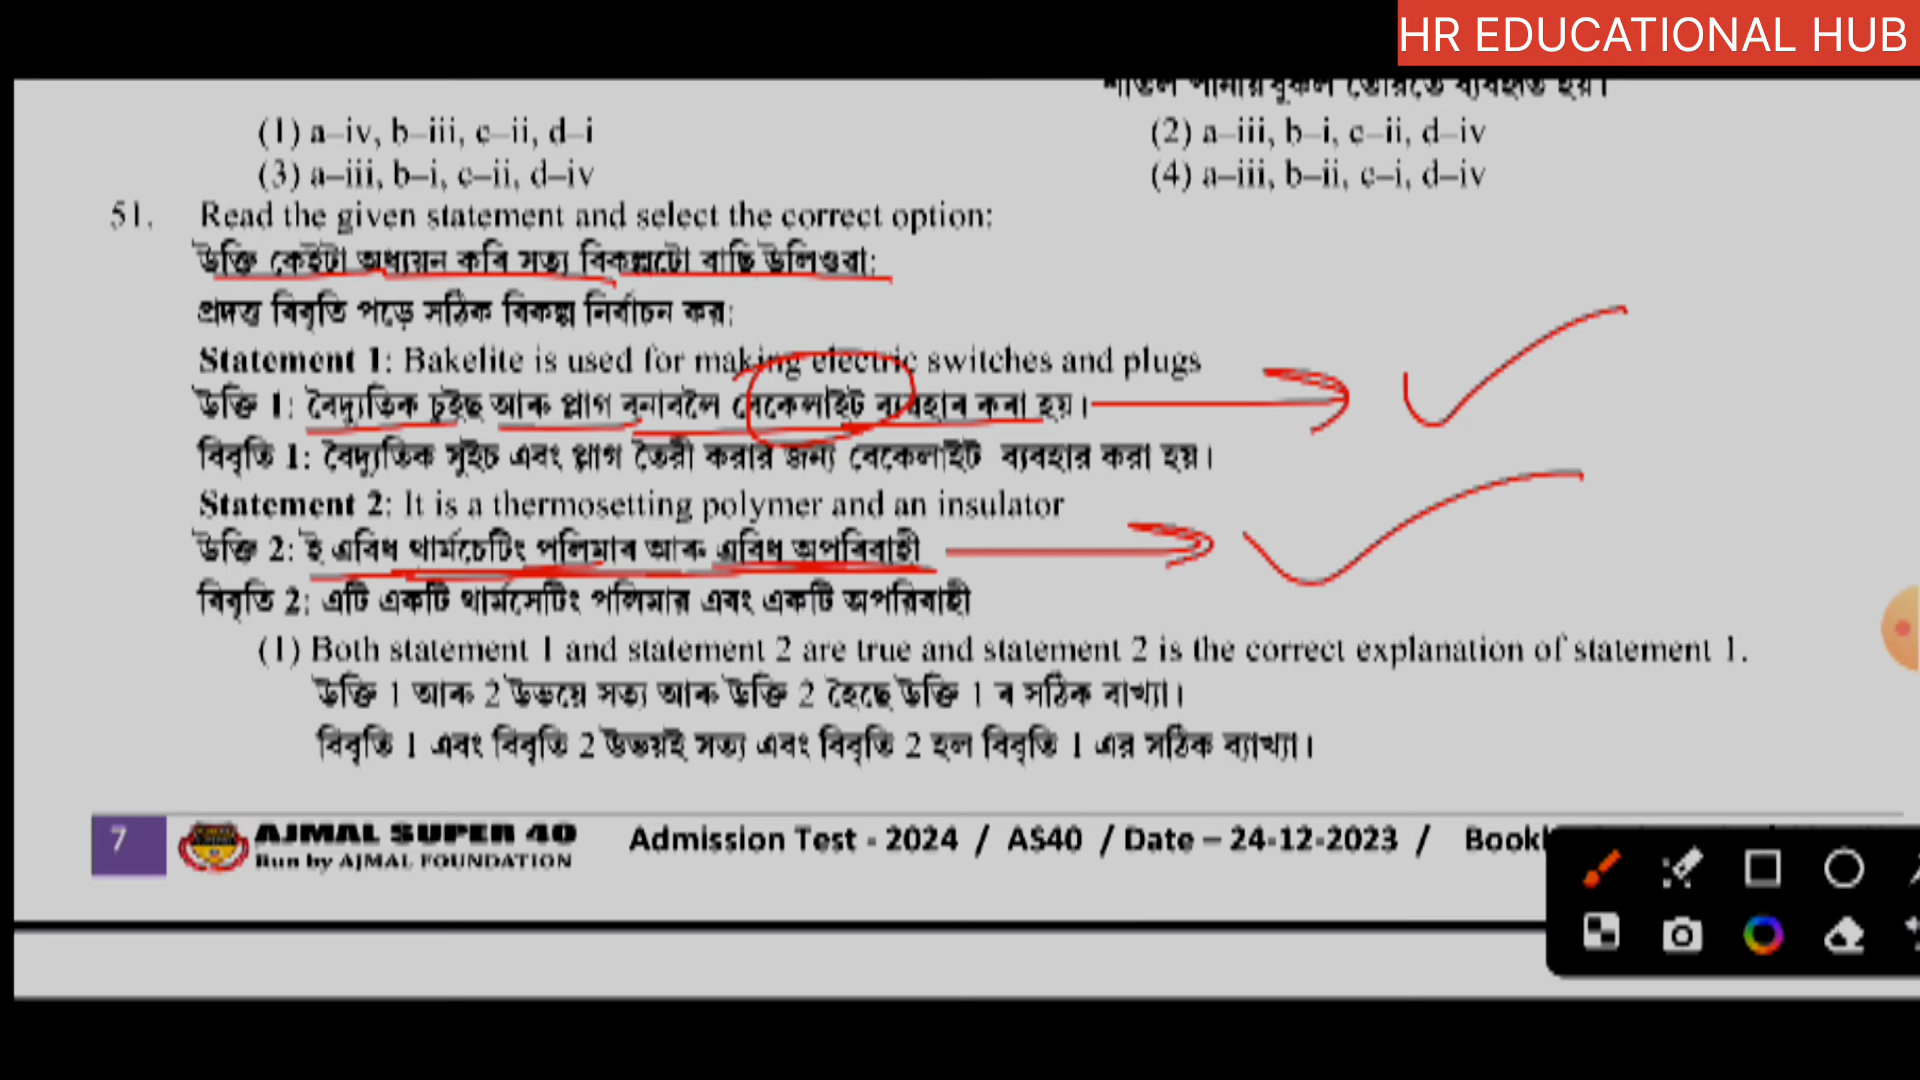 HR EDUCATIONAL HUB
ব্যবহৃত হয়।
(1) a–iv, b–iii, c–ii, d–i
(2) a–iii, b–i, c–ii, d–iv
(3) a–iii, b–i, c–ii, d–iv
(4) a–iii, b–ii, c–i, d–iv
51. Read the given statement and select the correct option:
উক্তি কেইটা অধ্যয়ন কৰি সত্য বিকল্পটো বাছি উলিওৱা:
প্রদত্ত বিবৃতি পড়ে সঠিক বিকল্প নির্বাচন কর:
Statement 1: Bakelite is used for making electric switches and plugs
উক্তি 1: বৈদ্যুতিক চুইছ আৰু প্লাগ বনাবলৈ বেকেলাইট ব্যৱহাৰ কৰা হয়।
বিবৃতি 1: বৈদ্যুতিক সুইচ এবং প্লাগ তৈরী করার জন্য বেকেলাইট ব্যবহার করা হয়।
Statement 2: It is a thermosetting polymer and an insulator
উক্তি 2: ই এবিধ থাৰ্মচেটিং পলিমাৰ আৰু এবিধ অপৰিবাহী
বিবৃতি 2: এটি একটি থার্মসেটিং পলিমার এবং একটি অপরিবাহী
(1) Both statement 1 and statement 2 are true and statement 2 is the correct explanation of statement 1.
উক্তি 1 আৰু 2 উভয়ে সত্য আৰু উক্তি 2 হৈছে উক্তি 1 ৰ সঠিক ব্যাখ্যা।
বিবৃতি 1 এবং বিবৃতি 2 উভয়ই সত্য এবং বিবৃতি 2 হল বিবৃতি 1 এর সঠিক ব্যাখ্যা।
7 AJMAL SUPER 40 Admission Test - 2024 / AS40 / Date – 24-12-2023 /
Run by AJMAL FOUNDATION